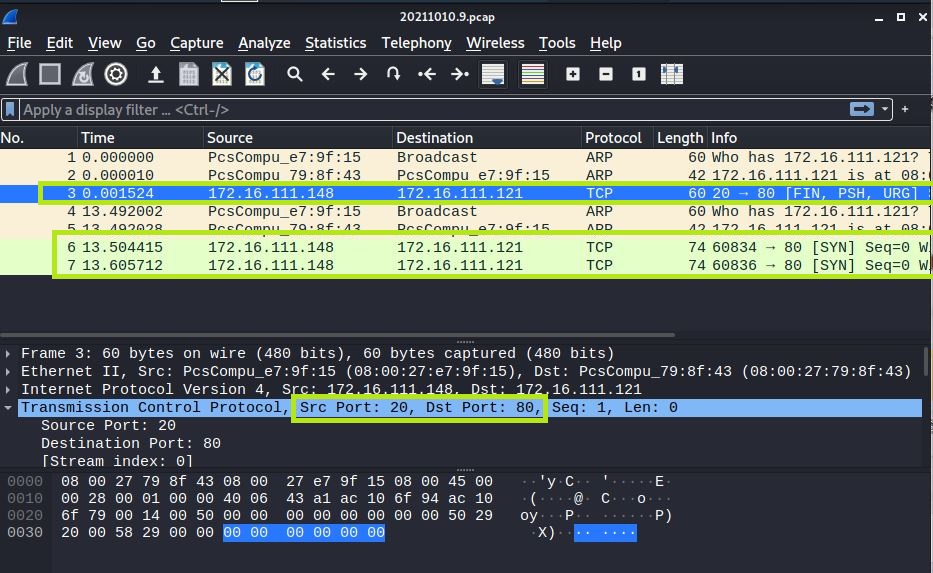 20211010.9.pcap
File Edit View Go Capture Analyze Statistics Telephony Wireless Tools Help
Apply a display filter … <Ctrl-/>
No. Time Source Destination Protocol Length Info
1 0.000000 PcsCompu_e7:9f:15 Broadcast ARP 60 Who has 172.16.111.121?
2 0.000010 PcsCompu_79:8f:43 PcsCompu_e7:9f:15 ARP 42 172.16.111.121 is at 08:
3 0.001524 172.16.111.148 172.16.111.121 TCP 60 20 → 80 [FIN, PSH, URG]
4 13.492002 PcsCompu_e7:9f:15 Broadcast ARP 60 Who has 172.16.111.121?
5 13.492028 PcsCompu_79:8f:43 PcsCompu_e7:9f:15 ARP 42 172.16.111.121 is at 08:
6 13.504415 172.16.111.148 172.16.111.121 TCP 74 60834 → 80 [SYN] Seq=0
7 13.605712 172.16.111.148 172.16.111.121 TCP 74 60836 → 80 [SYN] Seq=0
Frame 3: 60 bytes on wire (480 bits), 60 bytes captured (480 bits)
Ethernet II, Src: PcsCompu_e7:9f:15 (08:00:27:e7:9f:15), Dst: PcsCompu_79:8f:43 (08:00:27:79:8f:43)
Internet Protocol Version 4, Src: 172.16.111.148, Dst: 172.16.111.121
Transmission Control Protocol, Src Port: 20, Dst Port: 80, Seq: 1, Len: 0
Source Port: 20
Destination Port: 80
[Stream index: 0]
0000 08 00 27 79 8f 43 08 00 27 e7 9f 15 08 00 45 00 ··'y·C·· '·····E·
0010 00 28 00 01 00 00 40 06 43 a1 ac 10 6f 94 ac 10 ·(····@· C···o···
0020 6f 79 00 14 00 50 00 00 00 00 00 00 00 00 50 29 oy···P·· ······P)
0030 20 00 58 29 00 00 00 00 00 00 00 00 ·X)·· ·· ····